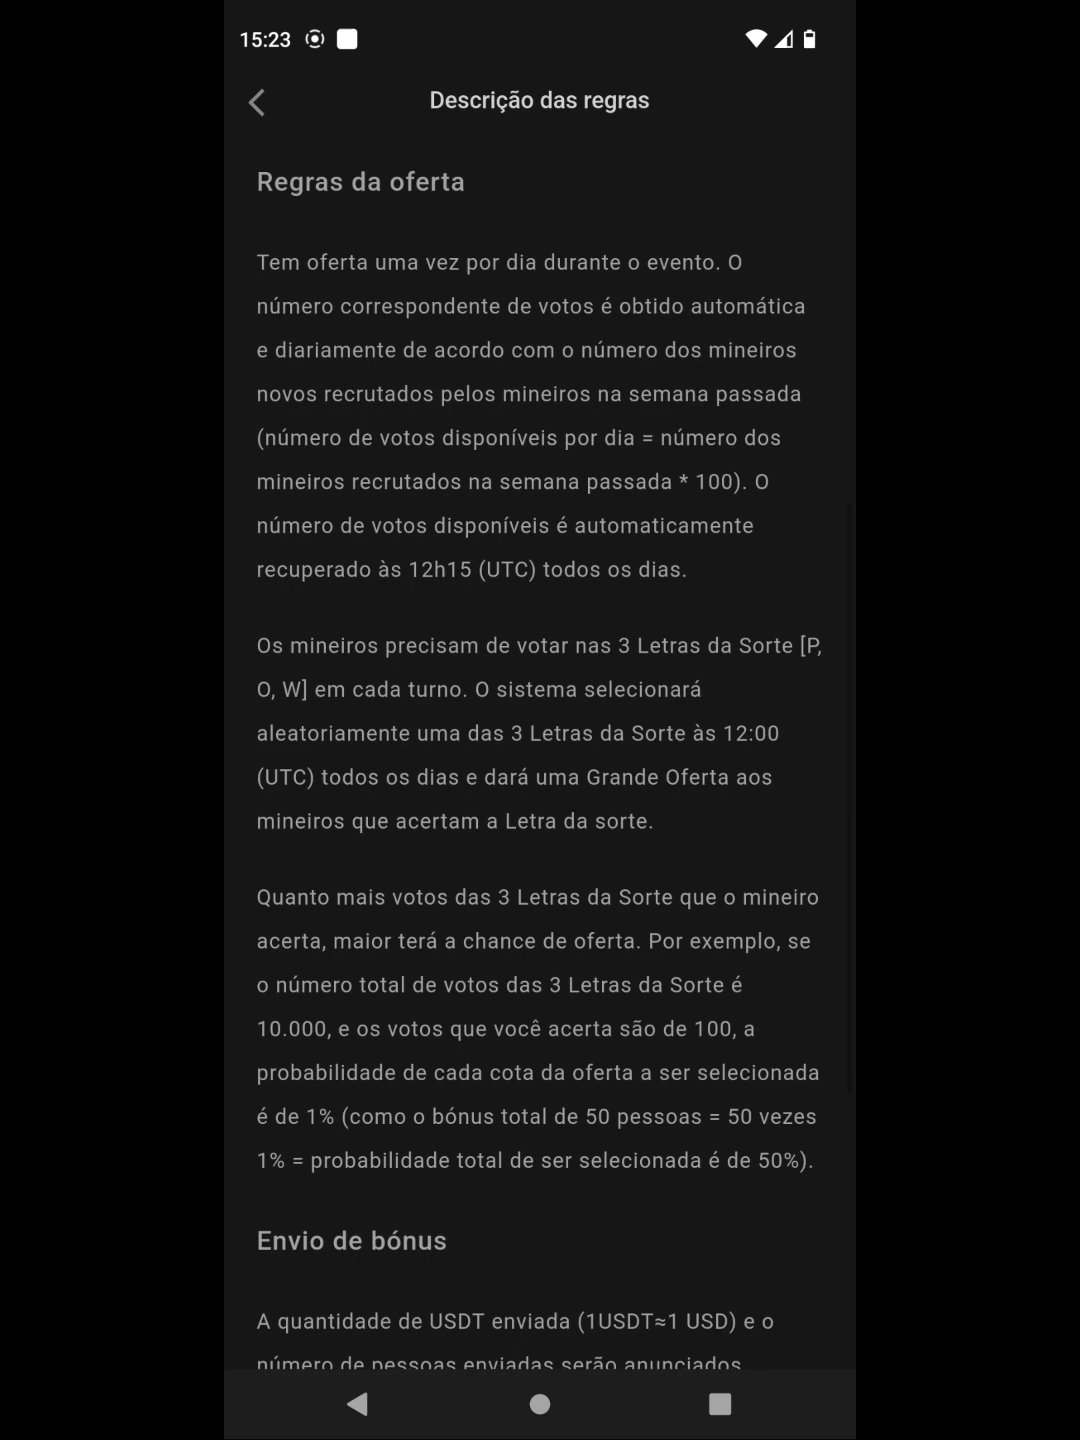 15:23
Descrição das regras
Regras da oferta
Tem oferta uma vez por dia durante o evento. O
número correspondente de votos é obtido automática
e diariamente de acordo com o número dos mineiros
novos recrutados pelos mineiros na semana passada
(número de votos disponíveis por dia = número dos
mineiros recrutados na semana passada * 100). O
número de votos disponíveis é automaticamente
recuperado às 12h15 (UTC) todos os dias.
Os mineiros precisam de votar nas 3 Letras da Sorte [P,
O, W] em cada turno. O sistema selecionará
aleatoriamente uma das 3 Letras da Sorte às 12:00
(UTC) todos os dias e dará uma Grande Oferta aos
mineiros que acertam a Letra da sorte.
Quanto mais votos das 3 Letras da Sorte que o mineiro
acerta, maior terá a chance de oferta. Por exemplo, se
o número total de votos das 3 Letras da Sorte é
10.000, e os votos que você acerta são de 100, a
probabilidade de cada cota da oferta a ser selecionada
é de 1% (como o bónus total de 50 pessoas = 50 vezes
1% = probabilidade total de ser selecionada é de 50%).
Envio de bónus
A quantidade de USDT enviada (1USDT≈1 USD) e o
número de pessoas enviadas serão anunciados